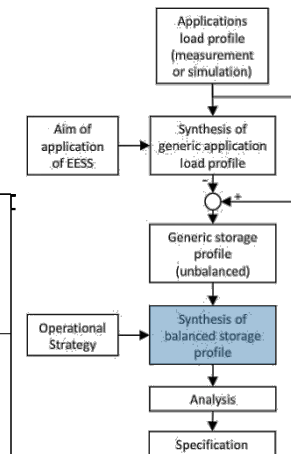 Applications
load profile
(measurement
or simulation)
Aim of
application
of EESS
Synthesis of
generic application
load profile
-
+
Generic storage
profile
(unbalanced)
Operational
Strategy
Synthesis of
balanced storage
profile
Analysis
Specification